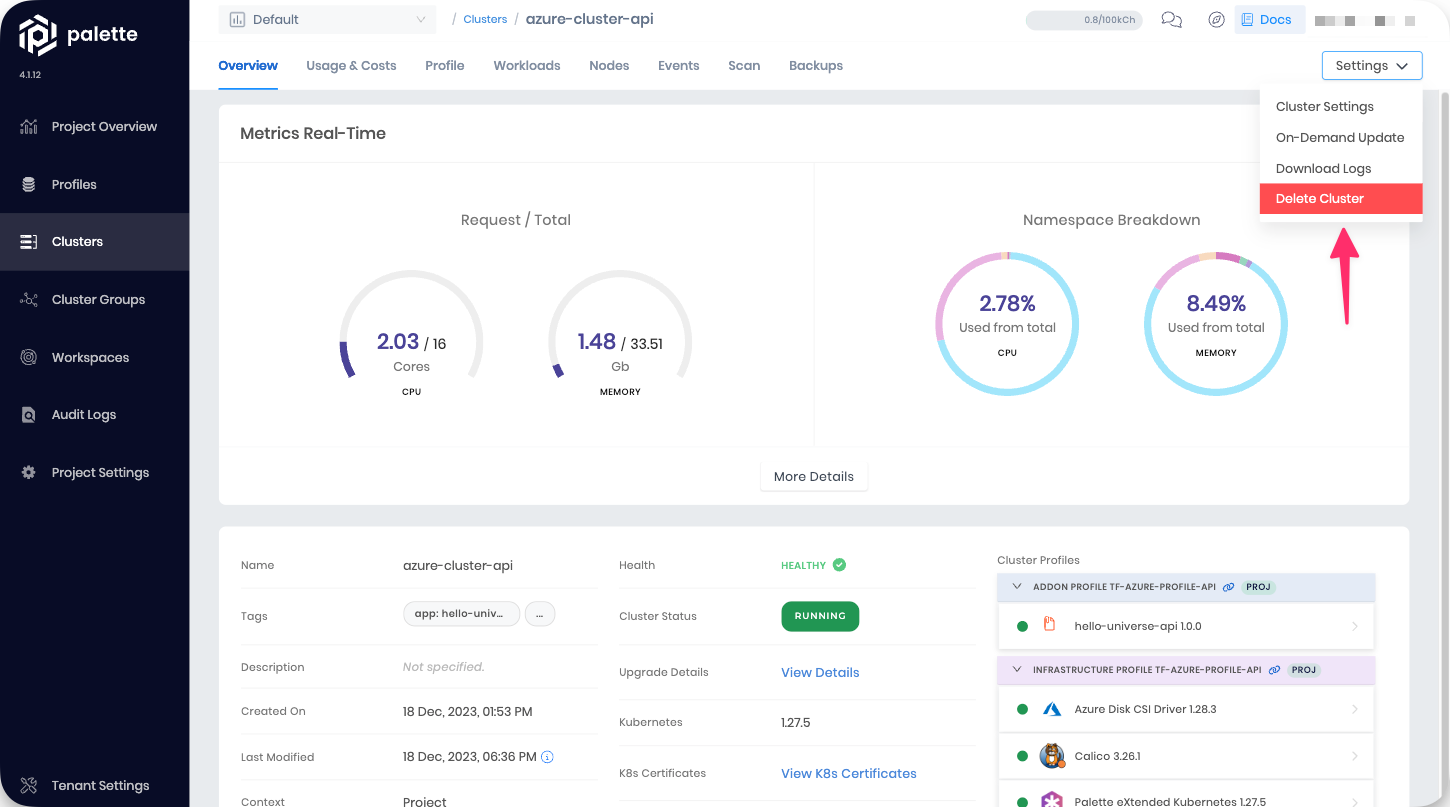 palette
4.1.12
Project Overview
Profiles
Clusters
Cluster Groups
Workspaces
Audit Logs
Project Settings
Tenant Settings
Default
/ Clusters / azure-cluster-api
0.8/100kCh
Docs
Overview
Usage & Costs
Profile
Workloads
Nodes
Events
Scan
Backups
Settings
Cluster Settings
On-Demand Update
Download Logs
Delete Cluster
Metrics Real-Time
Request / Total
2.03 / 16
Cores
CPU
1.48 / 33.51
Gb
MEMORY
Namespace Breakdown
2.78%
Used from total
CPU
8.49%
Used from total
MEMORY
More Details
Name azure-cluster-api
Tags app: hello-univ... ...
Description Not specified.
Created On 18 Dec, 2023, 01:53 PM
Last Modified 18 Dec, 2023, 06:36 PM
Context Project
Health HEALTHY
Cluster Status RUNNING
Upgrade Details View Details
Kubernetes 1.27.5
K8s Certificates View K8s Certificates
Cluster Profiles
ADDON PROFILE TF-AZURE-PROFILE-API PROJ
hello-universe-api 1.0.0
INFRASTRUCTURE PROFILE TF-AZURE-PROFILE-API PROJ
Azure Disk CSI Driver 1.28.3
Calico 3.26.1
Palette eXtended Kubernetes 1.27.5